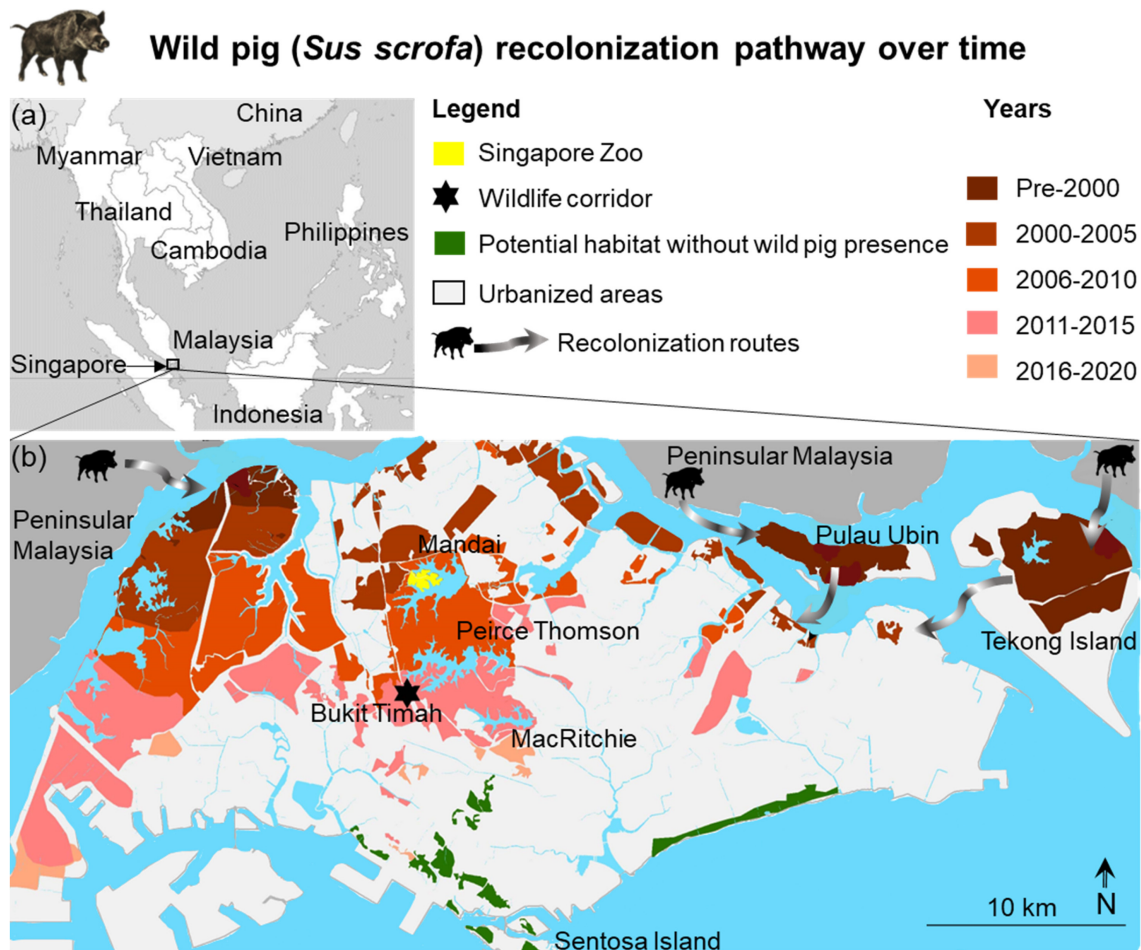 Wild pig (Sus scrofa) recolonization pathway over time
(a)
China
Myanmar
Vietnam
Thailand
Philippines
Cambodia
Malaysia
Singapore
Indonesia
Legend
Singapore Zoo
Wildlife corridor
Potential habitat without wild pig presence
Urbanized areas
Recolonization routes
Years
Pre-2000
2000-2005
2006-2010
2011-2015
2016-2020
(b)
Peninsular Malaysia
Peninsular
Malaysia
Pulau Ubin
Mandai
Peirce Thomson
Tekong Island
Bukit Timah
MacRitchie
10 km
N
Sentosa Island